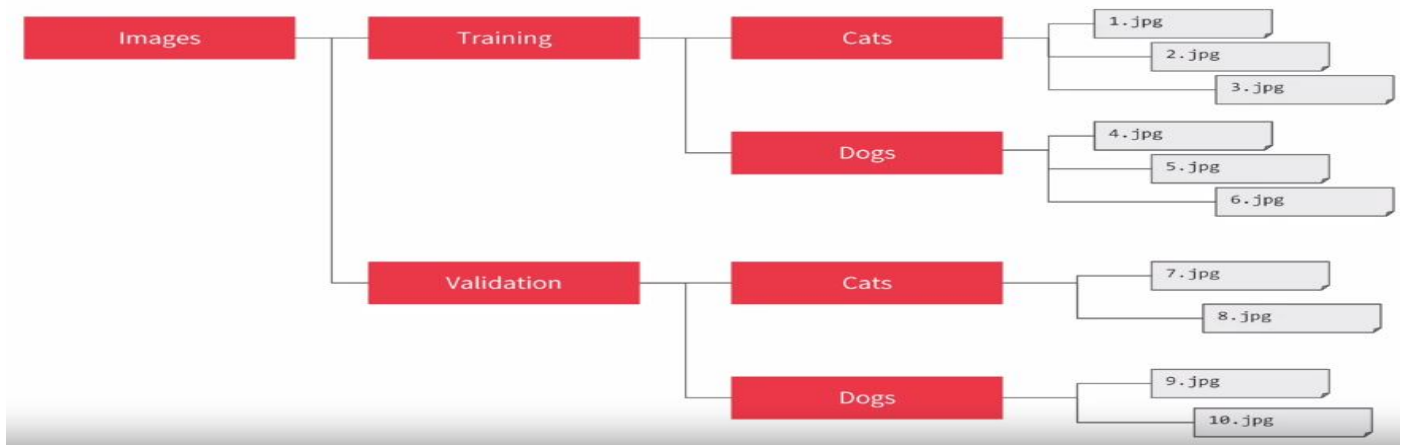 Images
Training
Cats
1.jpg
2.jpg
3.jpg
Dogs
4.jpg
5.jpg
6.jpg
Validation
Cats
7.jpg
8.jpg
Dogs
9.jpg
10.jpg